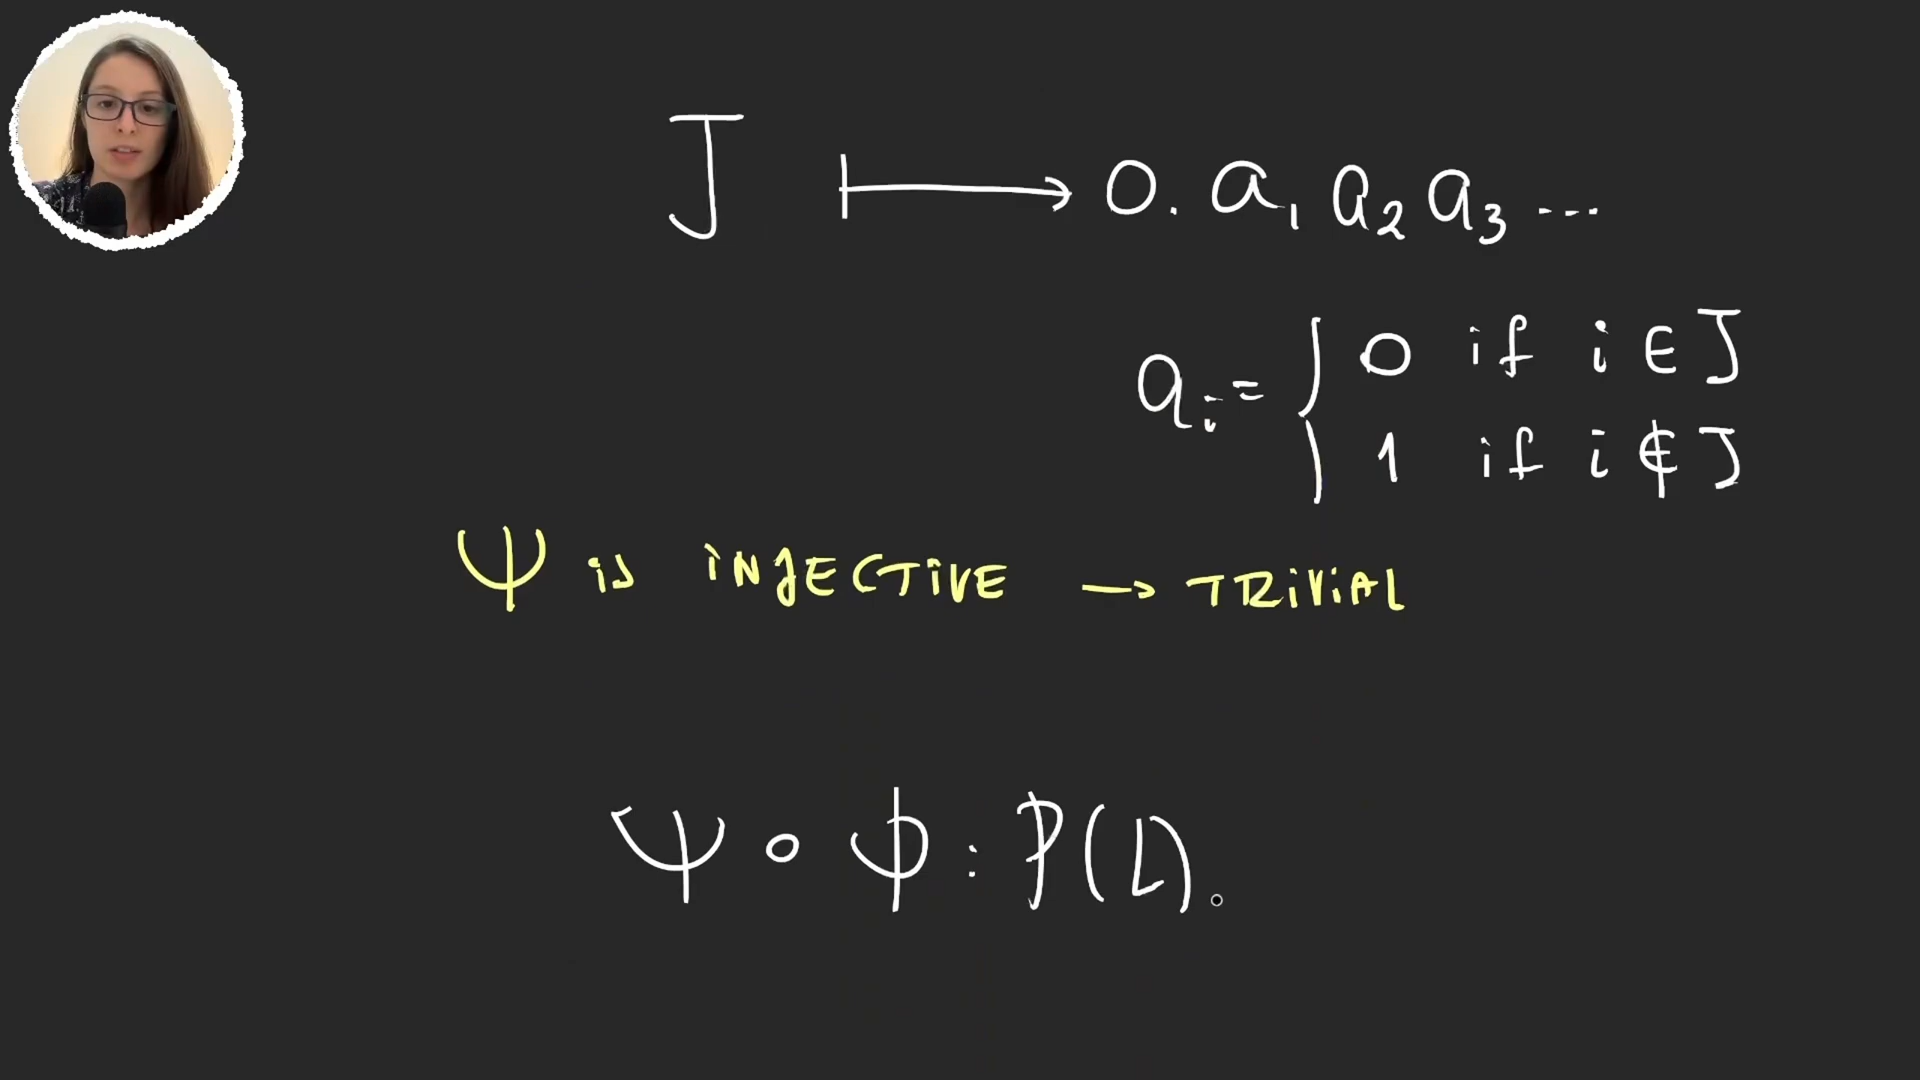 J ↦ 0. a₁ a₂ a₃ ...
aᵢ = { 0 if i ∈ J
1 if i ∉ J
Ψ is INJECTIVE → TRIVIAL
Ψ ∘ Φ : P(L)